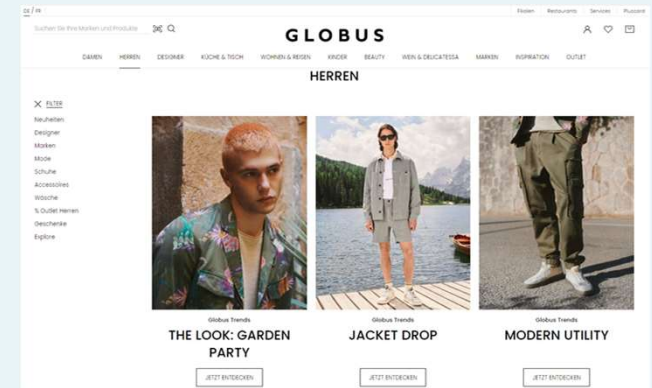 DE / FR
Filialen Restaurants Services Pluscard
Suchen Sie Ihre Marken und Produkte
GLOBUS
DAMEN HERREN DESIGNER KÜCHE & TISCH WOHNEN & REISEN KINDER BEAUTY WEIN & DELICATESSA MARKEN INSPIRATION OUTLET
HERREN
FILTER
Neuheiten
Designer
Marken
Mode
Schuhe
Accessoires
Wäsche
% Outlet Herren
Geschenke
Explore
Globus Trends
THE LOOK: GARDEN
PARTY
JETZT ENTDECKEN
Globus Trends
JACKET DROP
JETZT ENTDECKEN
Globus Trends
MODERN UTILITY
JETZT ENTDECKEN